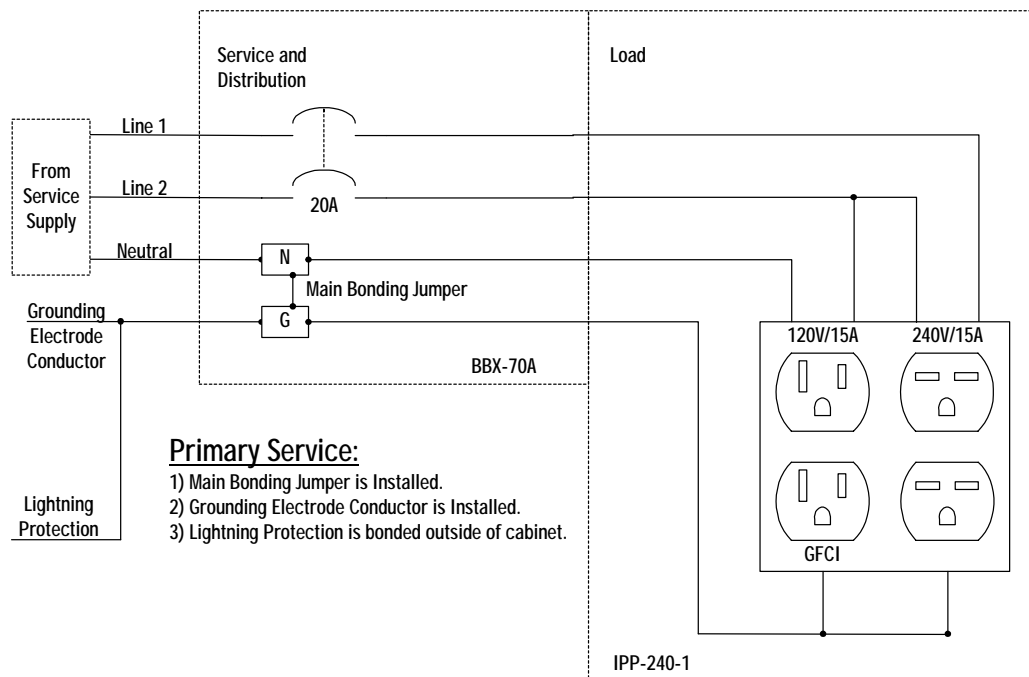 Service and
Distribution
Load
Line 1
From
Service
Supply
Line 2
20A
Neutral
N
Main Bonding Jumper
Grounding
Electrode
Conductor
G
120V/15A
240V/15A
BBX-70A
Primary Service:
1) Main Bonding Jumper is Installed.
2) Grounding Electrode Conductor is Installed.
3) Lightning Protection is bonded outside of cabinet.
Lightning
Protection
GFCI
IPP-240-1